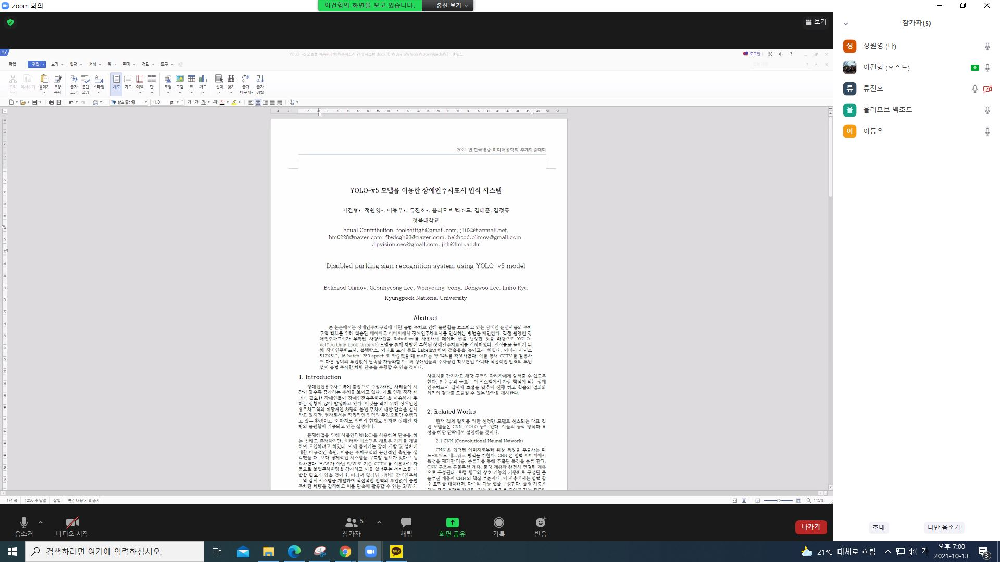 Zoom 회의
이건형의 화면을 보고 있습니다.
옵션 보기
보기
참가자(5)
정 정원영 (나)
이건형 (호스트)
류 류진호
올 올리모브 벡조드
이 이동우
YOLO-v5 모델을 이용한 장애인주차표시 인식 시스템.docx [C:₩Users₩fools₩Downloads₩] - 훈워드
로그인
파일 편집 보기 입력 서식 쪽 편지 검토 도구
오려 두기 복사하기 붙이기 모양 복사 글자 모양 문단 모양 스타일 세로 가로 여백 단 도형 그림 표 차트 선택 찾기 글자 바꾸기 글자 정렬
함초롬바탕 11.0 pt
2021 년 한국방송·미디어공학회 추계학술대회
YOLO-v5 모델을 이용한 장애인주차표시 인식 시스템
이건형*, 정원영*, 이동우*, 류진호*, 올리모브 벡조드, 김태훈, 김정홍
경북대학교
Equal Contribution, foolshiftgh@gmail.com, j102@hanmail.net,
bm0228@naver.com, fbwlsgh93@naver.com, bekhzod.olimov@gmail.com,
dipvision.ceo@gmail.com, jhk@knu.ac.kr
Disabled parking sign recognition system using YOLO-v5 model
Bekhzod Olimov, Geonhyeong Lee, Wonyoung Jeong, Dongwoo Lee, Jinho Ryu
Kyungpook National University
Abstract
본 논문에서는 장애인주차구역에 대한 불법 주차로 인해 불편함을 호소하고 있는 장애인 운전자들의 주차
구역 확보를 위해 학습된 데이터로 이미지에서 장애인주차표시를 인식하는 방법을 제안한다. 직접 촬영한 장
애인주차표시가 부착된 차량사진을 Roboflow 를 사용해서 데이터 셋을 생성한 것을 바탕으로 YOLO-
v5(You Only Look Once v5) 모델을 통해 차량에 부착된 장애인주차표시를 감지하였다. 인식률을 높이기 위
해 장애인주차표시, 블랙박스, 아파트 표지 등도 Labeling 하여 검출률을 높이고자 하였다. 이미지 사이즈
512X512, 16 batch, 350 epoch 로 학습했을 때 mAP 는 약 64%를 확보하였다. 이를 통해 CCTV 를 활용하
여 다른 장비의 투입없이 단속을 자동화함으로써 장애인들의 주차공간 확보뿐만 아니라 직접적인 인력의 투입
없이 불법 주차한 차량 단속을 수행할 수 있을 것이다.
1. Introduction
장애인전용주차구역에 불법으로 주정차하는 사례들이 시
간이 갈수록 증가하는 추세를 보이고 있다. 이로 인해 정작 배
려가 필요한 장애인들이 장애인전용주차구역을 이용하지 못
하는 상황이 많이 발생하고 있다. 이것을 막기 위해 장애인전
용주차구역의 비장애인 차량의 불법 주차에 대한 단속을 실시
하고 있지만, 현재로서는 직접적인 인력의 투입으로만 수행되
고 있는 환경이고, 이마저도 인력의 한계로 인하여 장애인 차
량의 불편함이 가중되고 있는 실정이다.
문제해결을 위해 사물인터넷(IoT)을 사용하여 단속을 하
는 선례도 존재하지만, 이러한 시스템은 새로운 기기를 개발
하여 도입하려고 하였다. 이에 들어가는 장비 개발 및 설치에
대한 비용적인 측면, 비좁은 주차구역의 공간적인 측면을 생
각했을 때, 보다 경제적인 시스템을 구축할 필요가 있다고 생
각하였다. H/W 가 아닌 S/W 로 기존 CCTV 를 이용하여 자
동으로 불법주차차량을 감지하고 이를 알려주는 서비스를 개
발할 필요가 있을 것이다. 따라서 딥러닝 기반의 장애인주차
구역 감시 시스템을 개발하여 직접적인 인력의 투입없이 불법
주차한 차량을 감지하고 이를 단속에 활용할 수 있는 S/W 개
차표시를 감지하고 해당 구역의 관리자에게 알려줄 수 있도록
한다. 본 논문의 목표는 이 시스템에서 가장 핵심이 되는 장애
인주차표시 감지에 초점을 맞추어 진행 하고 학습의 결과와
최적의 결과를 도출할 수 있는 방안을 제시한다.
2. Related Works
현재 객체 탐지를 위한 신경망 모델로 선호되는 대표 적
인 모델들은 CNN, YOLO 등이 있다. 이들의 동작 방식과 특
성을 해당 단락에서 설명해볼 것이다.
2.1 CNN (Convolutional Neural Network)
CNN 은 입력된 이미지로부터 위상 특성을 추출하는 피
드-포워드 네트워크 방식을 취한다. CNN 은 입력 이미지에서
특성을 제거한 다음, 분류기를 통해 추출된 특징을 분류 한다.
CNN 구조는 콘볼루션 계층, 풀링 계층과 완전히 연결된 계층
으로 구성된다. 로컬 링크와 상호 기능의 가중치로 구성된 콘
볼루션 계층이 CNN 의 핵심 부분이다. 이 계층에서는 입력 함
수 표현을 해석하며, 다수의 기능 맵을 구성한다. 풀링 계층은
1/4 쪽 1256 개 낱말 삽입 변경 내용:기록 중지
115%
음소거 비디오 시작 참가자 5 채팅 화면 공유 기록 반응 나가기
초대 나만 음소거
검색하려면 여기에 입력하십시오.
TALK
21℃ 대체로 흐림
가
오후 7:00
2021-10-13
3